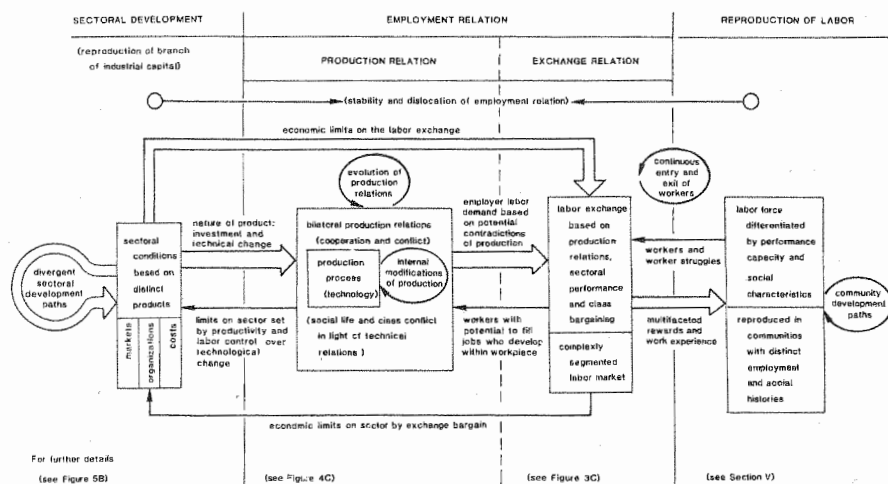 SECTORAL DEVELOPMENT
EMPLOYMENT RELATION
REPRODUCTION OF LABOR
(reproduction of branch
of industrial capital)
PRODUCTION RELATION
EXCHANGE RELATION
(stability and dislocation of employment relation)
economic limits on the labor exchange
evolution of
production
relations
continuous
entry and
exit of
workers
divergent
sectoral
development
paths
sectoral
conditions
based on
distinct
products
markets
organizations
costs
nature of product;
investment and
technical change
limits on sector set
by productivity and
labor control over
technological
change
bilateral production relations
(cooperation and conflict)
production
process
(technology)
internal
modifications
of production
(social life and class conflict
in light of technical
relations )
employer labor
demand based
on potential
contradictions
of production
workers with
potential to fill
jobs who develop
within workplace
labor exchange
based on
production
relations,
sectoral
performance
and class
bargaining
complexly
segmented
labor market
workers and
worker struggles
multifaceted
rewards and
work experience
labor force
differentiated
by performance
capacity and
social
characteristics
reproduced in
communities
with distinct
employment
and social
histories
community
development
paths
economic limits on sector by exchange bargain
For further details
(see Figure 5B)
(see Figure 4C)
(see Figure 3C)
(see Section V)